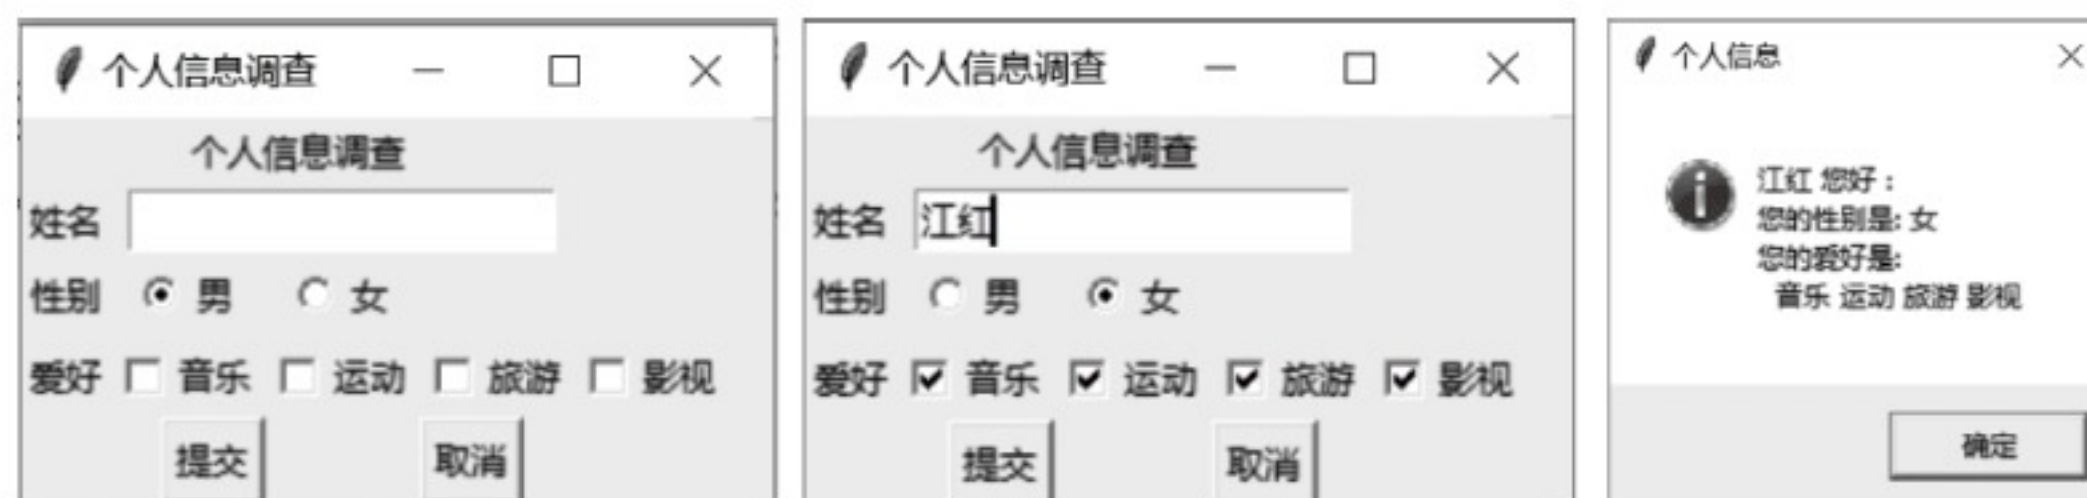 个人信息调查
个人信息调查
姓名
性别 男 女
爱好 音乐 运动 旅游 影视
提交 取消
个人信息调查
个人信息调查
姓名 江红
性别 男 女
爱好 音乐 运动 旅游 影视
提交 取消
个人信息
江红 您好：
您的性别是: 女
您的爱好是:
音乐 运动 旅游 影视
确定